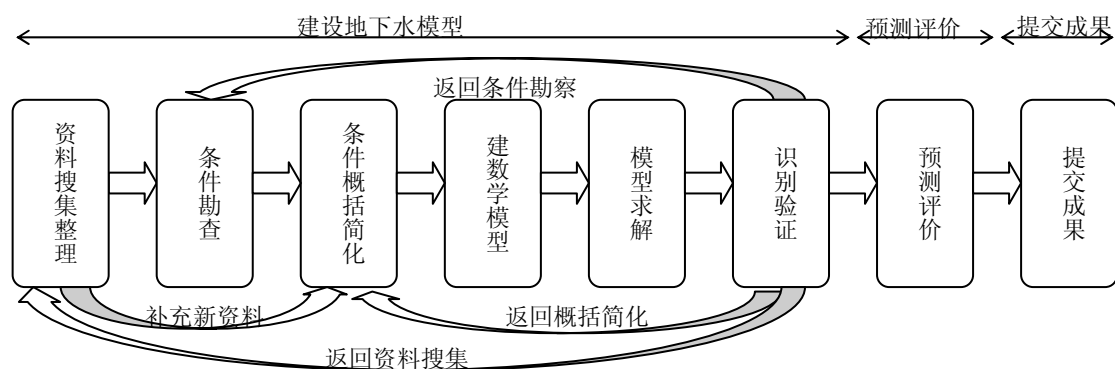 建设地下水模型
预测评价
提交成果
返回条件勘察
资料搜集整理
条件勘查
条件概括简化
建数学模型
模型求解
识别验证
预测评价
提交成果
补充新资料
返回概括简化
返回资料搜集